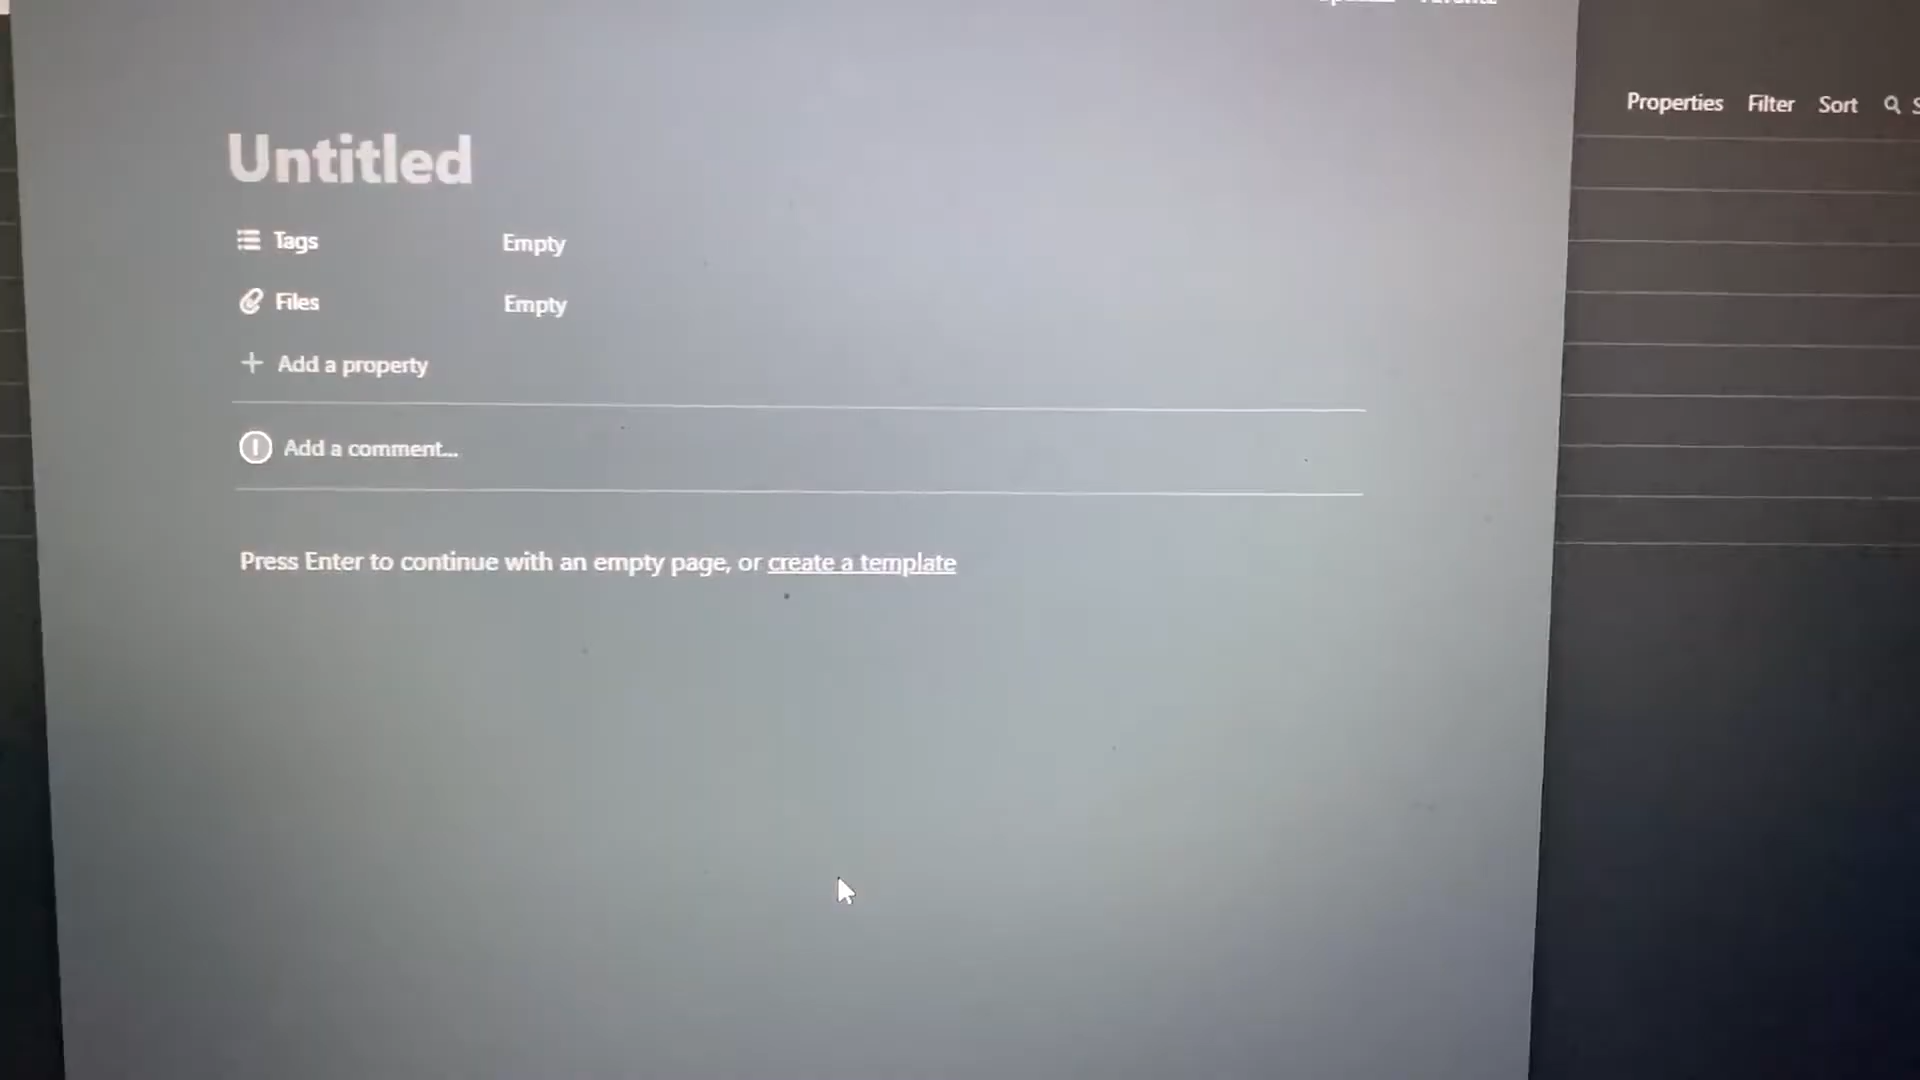 Properties Filter Sort
Untitled
Tags Empty
Files Empty
Add a property
Add a comment...
Press Enter to continue with an empty page, or create a template